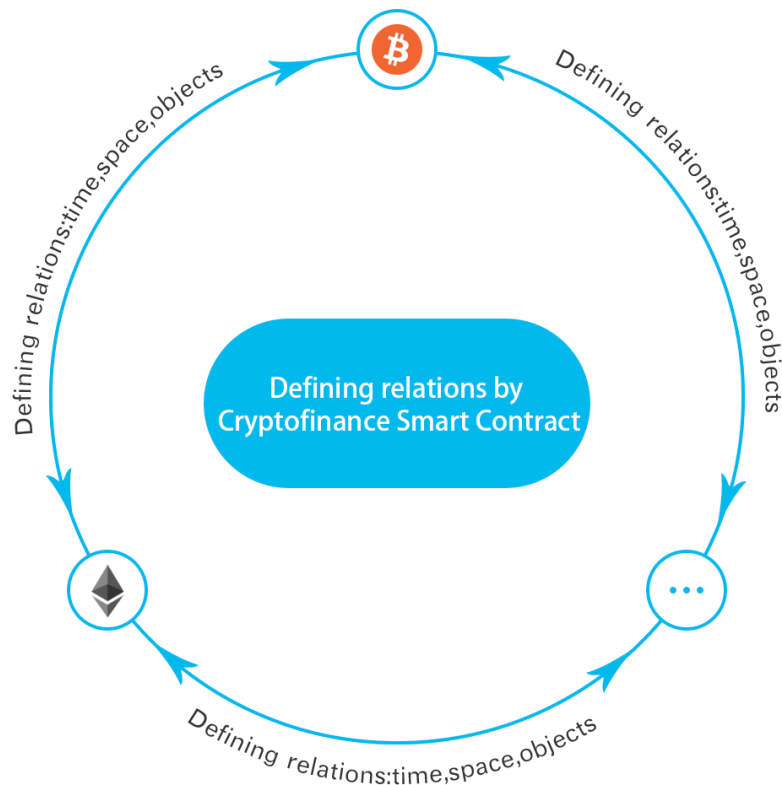 Defining relations:time,space,objects
Defining relations:time,space,objects
Defining relations by
Cryptofinance Smart Contract
Defining relations:time,space,objects